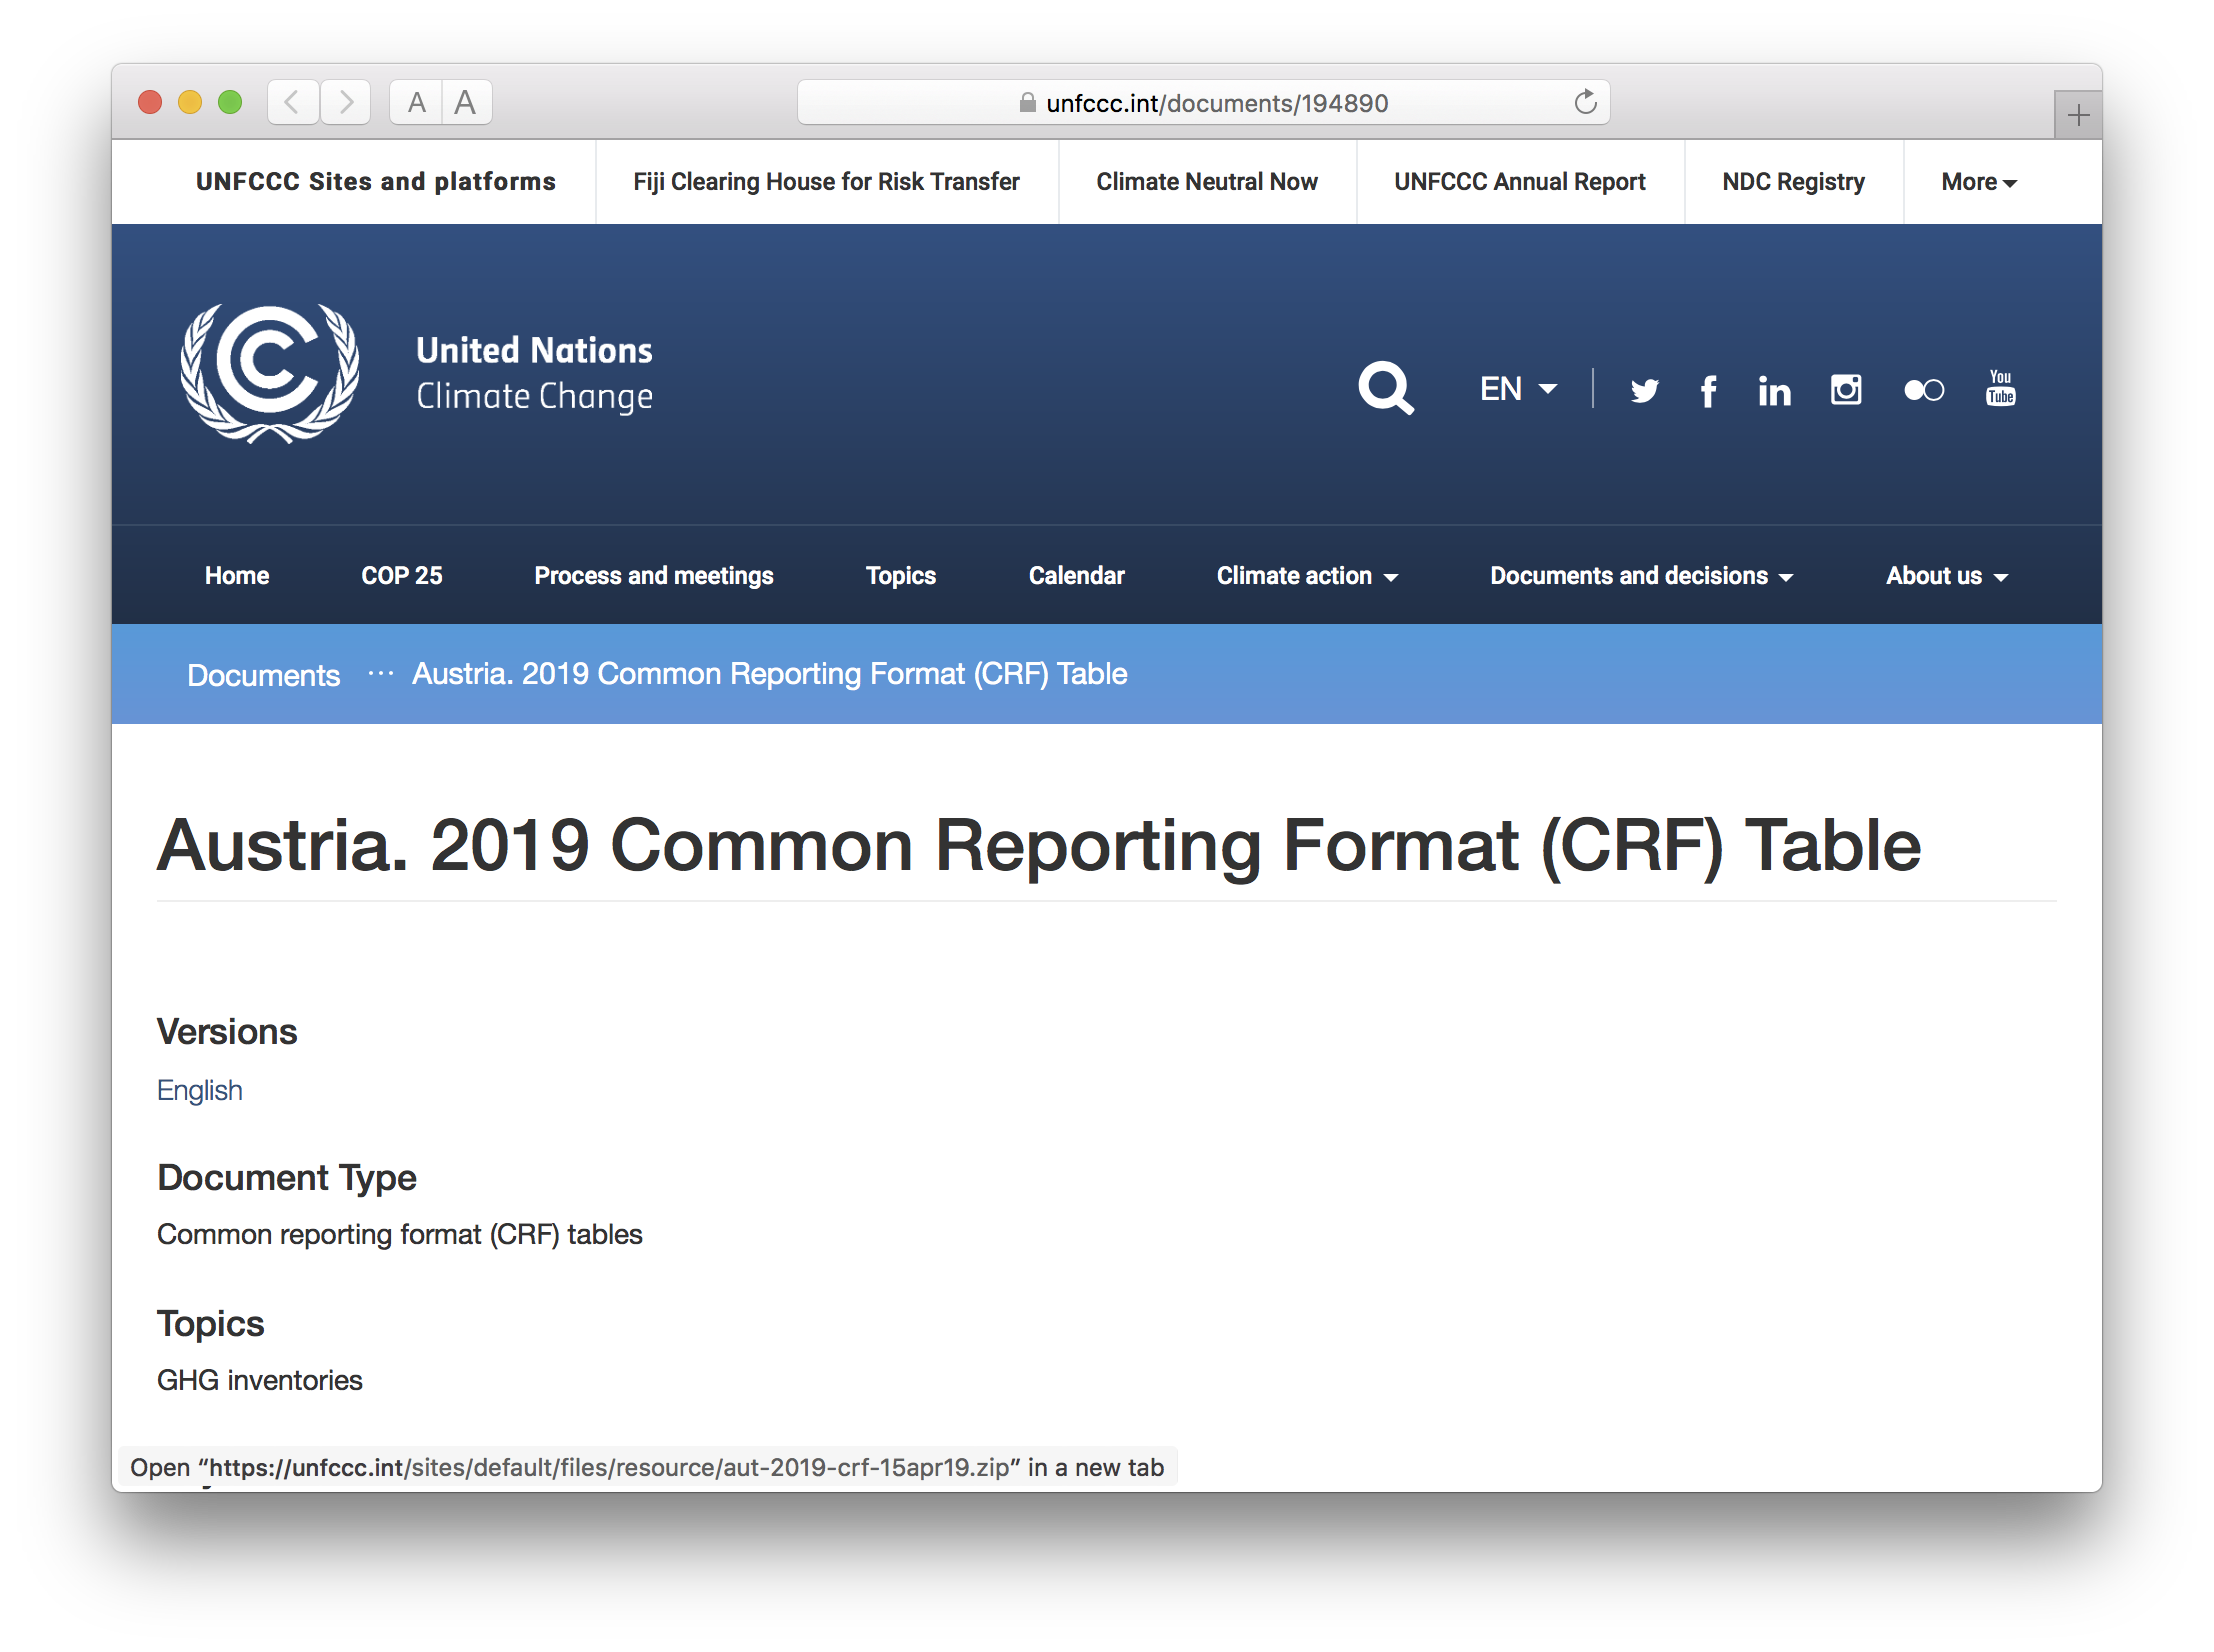 A A unfccc.int/documents/194890
UNFCCC Sites and platforms Fiji Clearing House for Risk Transfer Climate Neutral Now UNFCCC Annual Report NDC Registry More
United Nations
Climate Change
EN You Tube
Home COP 25 Process and meetings Topics Calendar Climate action Documents and decisions About us
Documents ··· Austria. 2019 Common Reporting Format (CRF) Table
Austria. 2019 Common Reporting Format (CRF) Table
Versions
English
Document Type
Common reporting format (CRF) tables
Topics
GHG inventories
Open “https://unfccc.int/sites/default/files/resource/aut-2019-crf-15apr19.zip” in a new tab